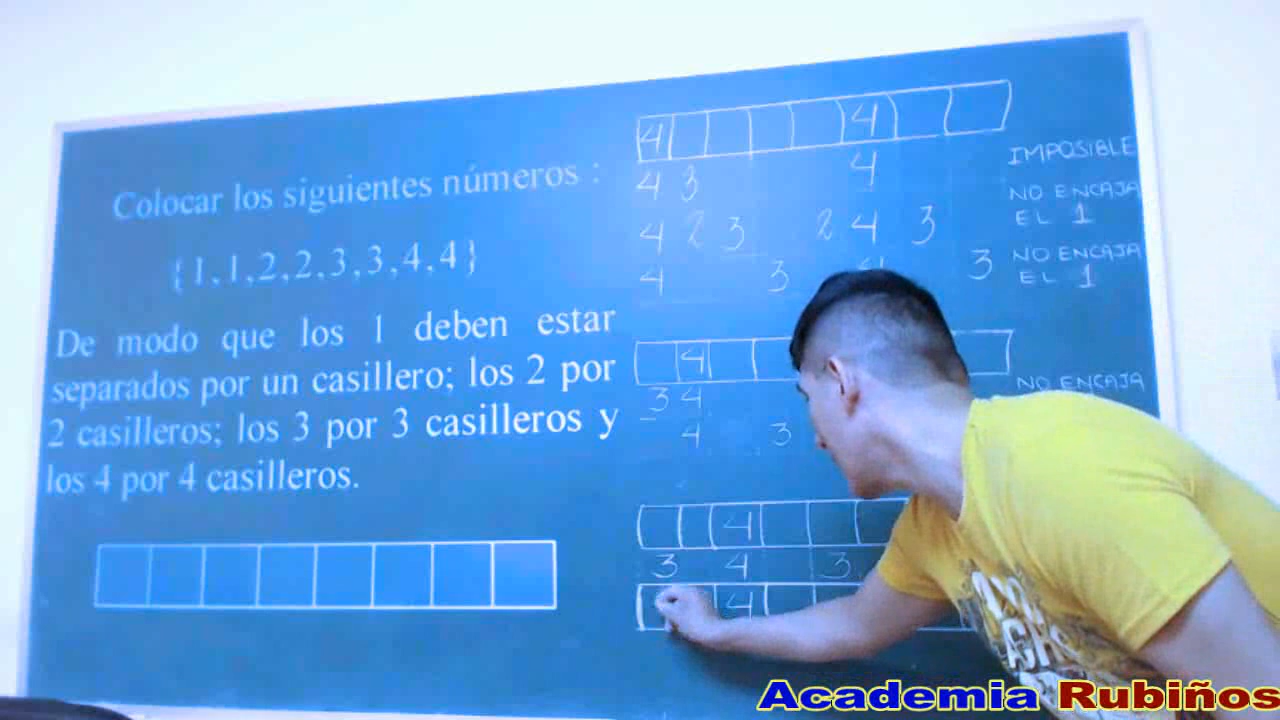 Colocar los siguientes números :
{1,1,2,2,3,3,4,4}
De modo que los 1 deben estar
separados por un casillero; los 2 por
2 casilleros; los 3 por 3 casilleros y
los 4 por 4 casilleros.
4 4
4 3 4 IMPOSIBLE
4 2 3 2 4 3 NO ENCAJA
EL 1
4 3 4 3 NO ENCAJA
EL 1
4
3 4 NO ENCAJA
4 3
4
3 4 3
4
Academia Rubiños